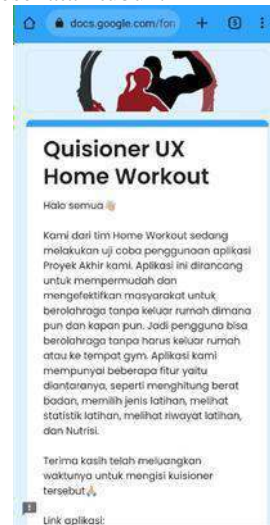 docs.google.com/for
5
Quisioner UX
Home Workout
Halo semua👋🏼
Kami dari tim Home Workout sedang
melakukan uji coba penggunaan aplikasi
Proyek Akhir kami. Aplikasi ini dirancang
untuk mempermudah dan
mengefektifkan masyarakat untuk
berolahraga tanpa keluar rumah dimana
pun dan kapan pun. Jadi pengguna bisa
berolahraga tanpa harus keluar rumah
atau ke tempat gym. Aplikasi kami
mempunyai beberapa fitur yaitu
diantaranya, seperti menghitung berat
badan, memilih jenis latihan, melihat
statistik latihan, melihat riwayat latihan,
dan Nutrisi.
Terima kasih telah meluangkan
waktunya untuk mengisi kuisioner
tersebut🙏
Link aplikasi: